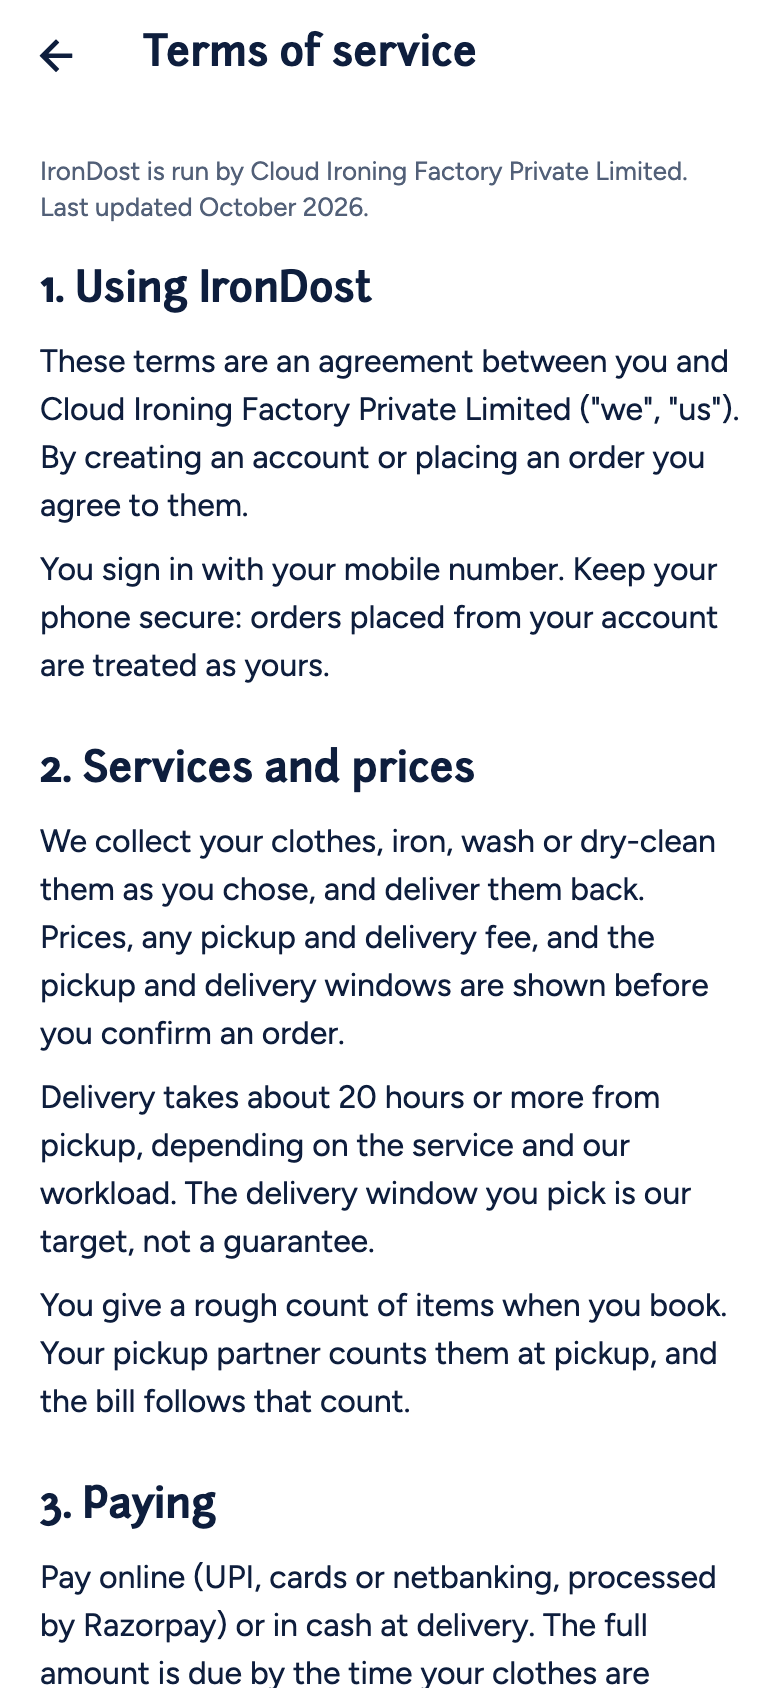 Terms of service
IronDost is run by Cloud Ironing Factory Private Limited.
Last updated October 2026.
1. Using IronDost
These terms are an agreement between you and
Cloud Ironing Factory Private Limited ("we", "us").
By creating an account or placing an order you
agree to them.
You sign in with your mobile number. Keep your
phone secure: orders placed from your account
are treated as yours.
2. Services and prices
We collect your clothes, iron, wash or dry-clean
them as you chose, and deliver them back.
Prices, any pickup and delivery fee, and the
pickup and delivery windows are shown before
you confirm an order.
Delivery takes about 20 hours or more from
pickup, depending on the service and our
workload. The delivery window you pick is our
target, not a guarantee.
You give a rough count of items when you book.
Your pickup partner counts them at pickup, and
the bill follows that count.
3. Paying
Pay online (UPI, cards or netbanking, processed
by Razorpay) or in cash at delivery. The full
amount is due by the time your clothes are